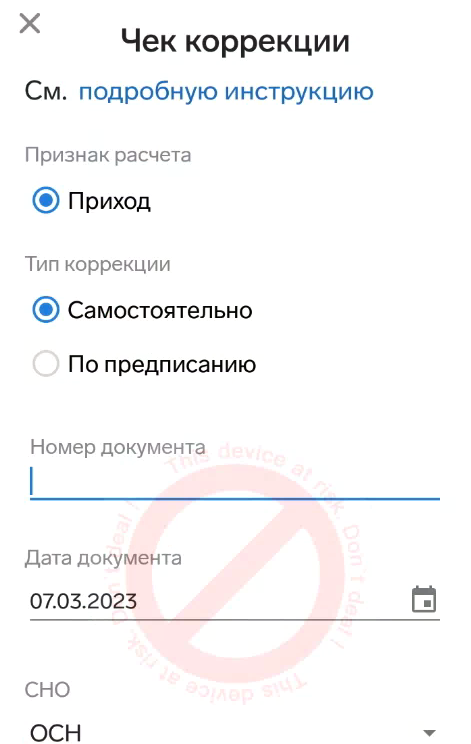 Чек коррекции
См. подробную инструкцию
Признак расчета
Приход
Тип коррекции
Самостоятельно
По предписанию
Номер документа
This device at risk. Don't deal !
This device at risk. Don't deal !
Дата документа
07.03.2023
СНО
ОСН